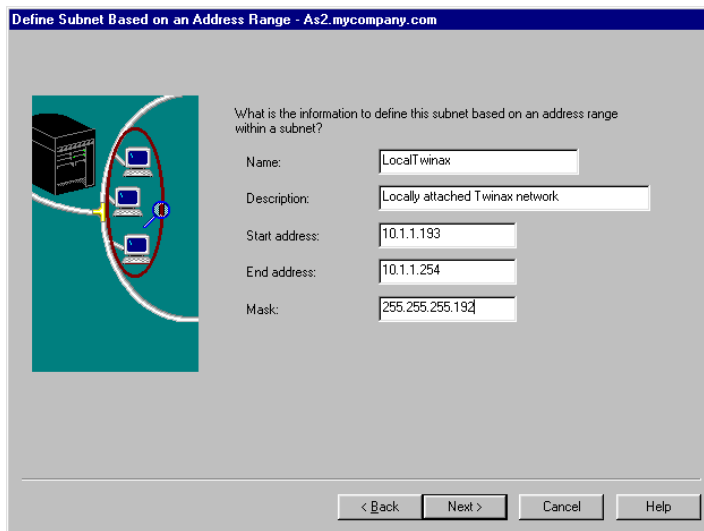 Define Subnet Based on an Address Range - As2.mycompany.com
What is the information to define this subnet based on an address range
within a subnet?
Name: LocalTwinax
Description: Locally attached Twinax network
Start address: 10.1.1.193
End address: 10.1.1.254
Mask: 255.255.255.192
< Back Next > Cancel Help